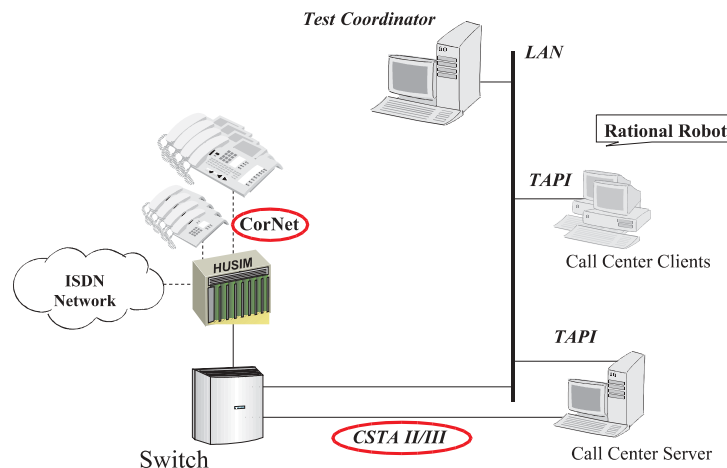 Test Coordinator
LAN
Rational Robot
TAPI
CorNet
HUSIM
Call Center Clients
ISDN
Network
TAPI
CSTA II/III
Switch
Call Center Server